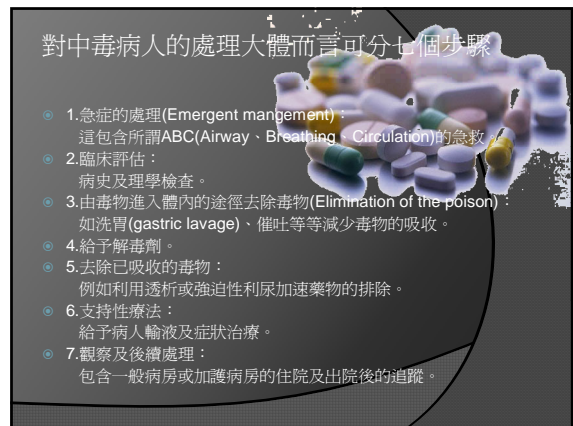 對中毒病人的處理大體而言可分七個步驟
1.急症的處理(Emergent mangement)：
這包含所謂ABC(Airway、Breathing、Circulation)的急救。
2.臨床評估：
病史及理學檢查。
3.由毒物進入體內的途徑去除毒物(Elimination of the poison)：
如洗胃(gastric lavage)、催吐等等減少毒物的吸收。
4.給予解毒劑。
5.去除已吸收的毒物：
例如利用透析或強迫性利尿加速藥物的排除。
6.支持性療法：
給予病人輸液及症狀治療。
7.觀察及後續處理：
包含一般病房或加護病房的住院及出院後的追蹤。